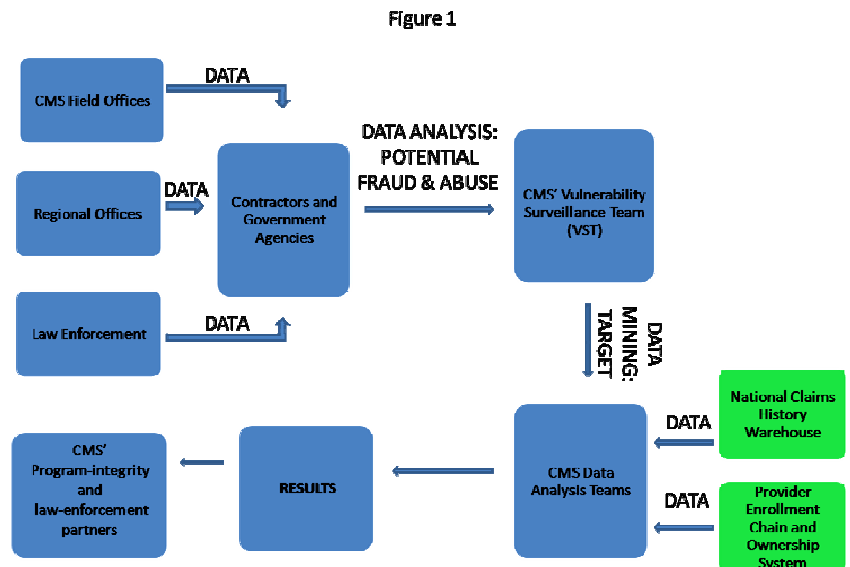 Figure 1
CMS Field Offices
DATA
Regional Offices
DATA
Law Enforcement
DATA
Contractors and
Government
Agencies
DATA ANALYSIS:
POTENTIAL
FRAUD & ABUSE
CMS' Vulnerability
Surveillance Team
(VST)
DATA
MINING:
TARGET
National Claims
History
Warehouse
DATA
Provider
Enrollment
Chain and
Ownership
System
DATA
CMS Data
Analysis Teams
RESULTS
CMS'
Program-integrity
and
law-enforcement
partners